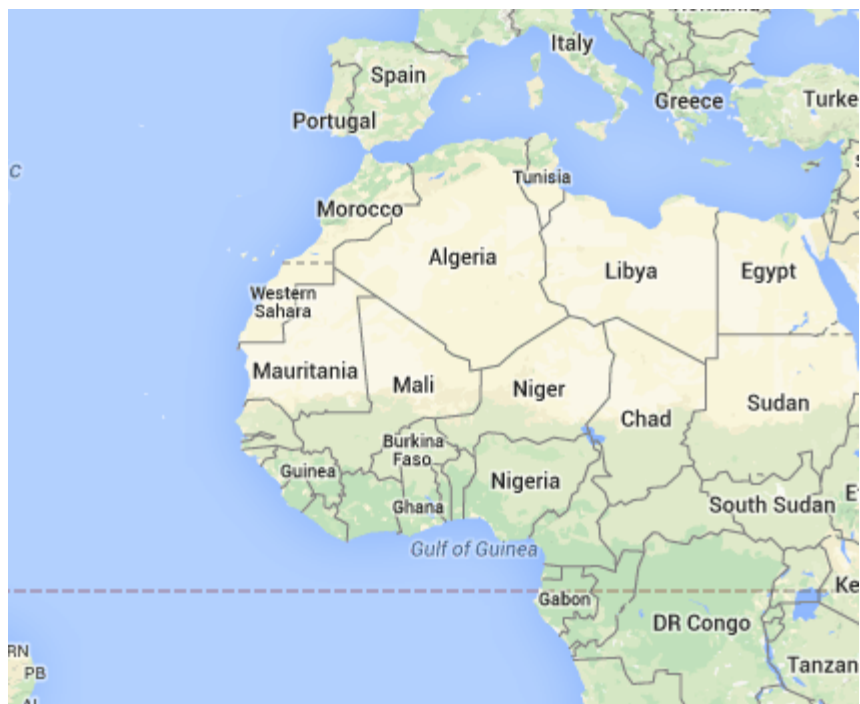 Italy
Spain
Greece
Turke
Portugal
C
Tunisia
Morocco
Algeria
Libya
Egypt
Western
Sahara
Mauritania
Mali
Niger
Chad
Sudan
Burkina
Faso
Guinea
Nigeria
Ghana
South Sudan
Gulf of Guinea
Ke
Gabon
DR Congo
RN
PB
Tanzan